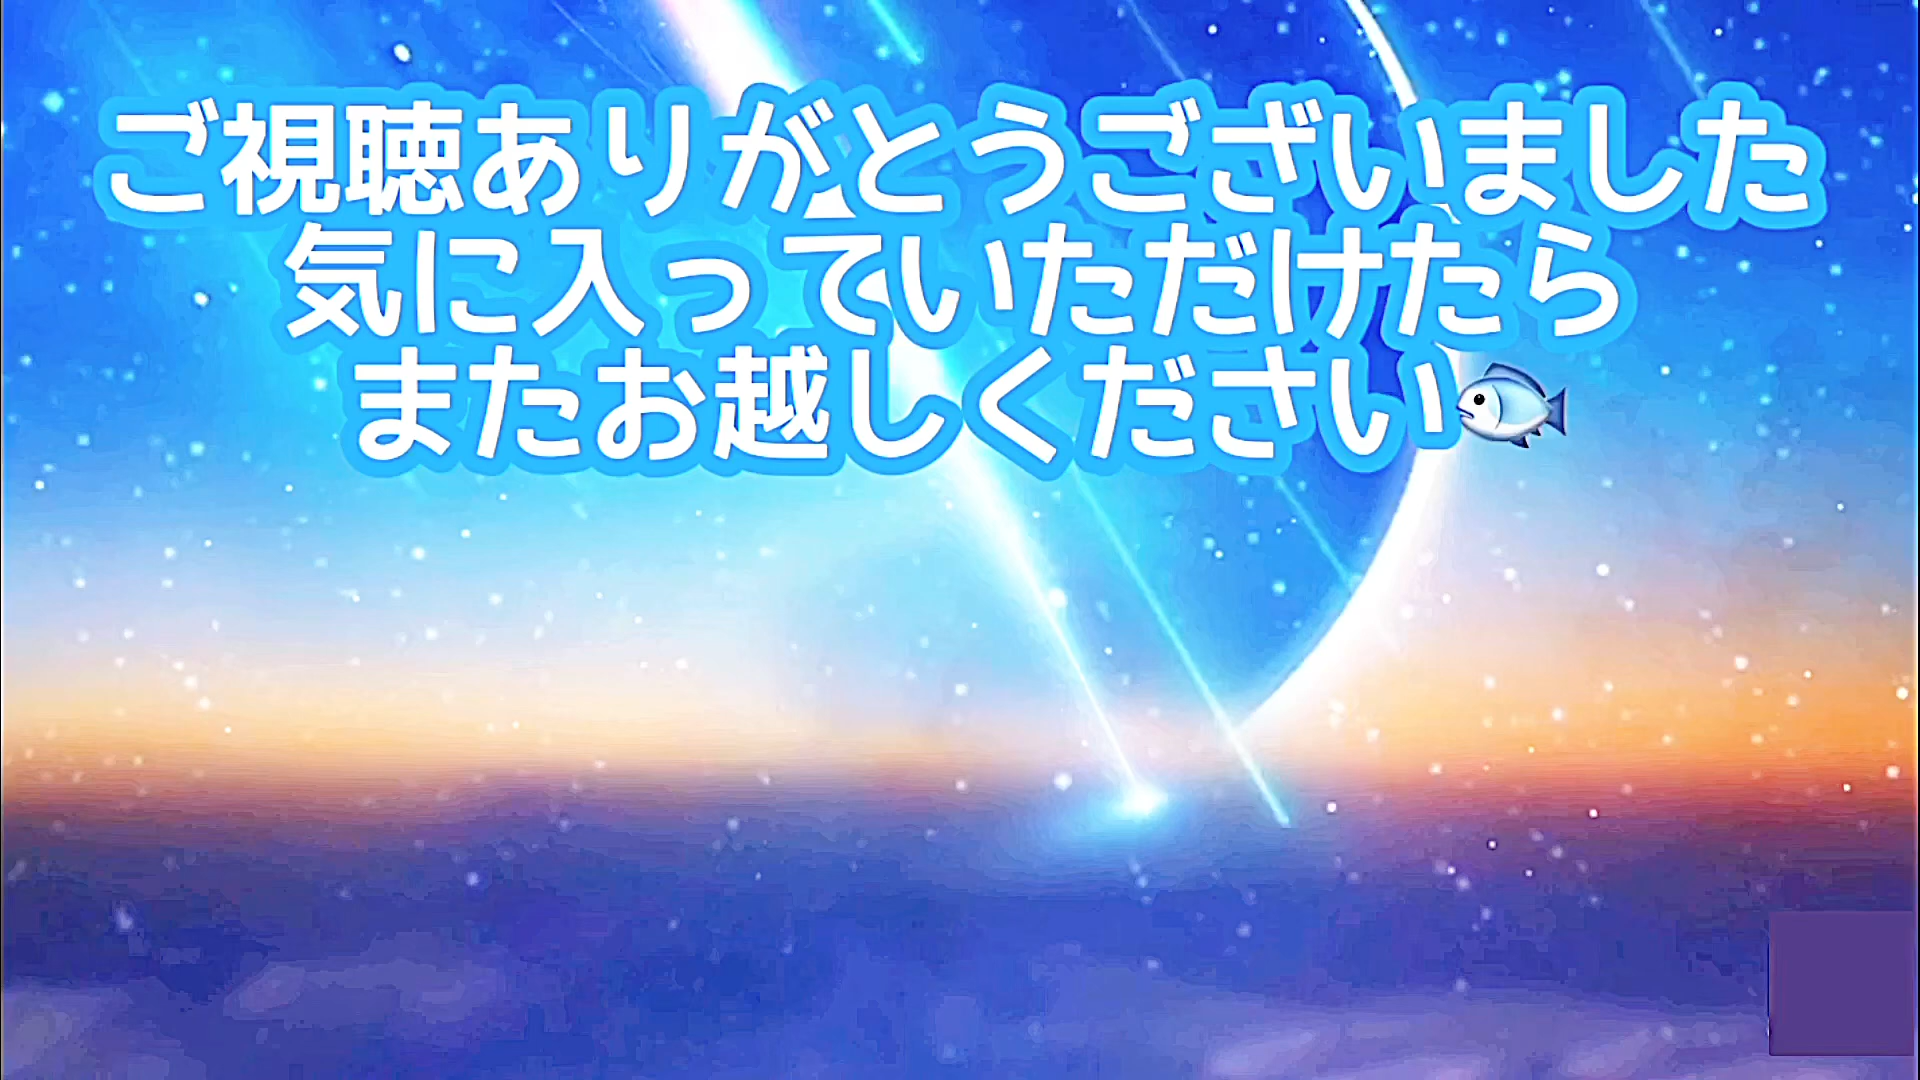 ご視聴ありがとうございました
気に入っていただけたら
またお越しください🐟